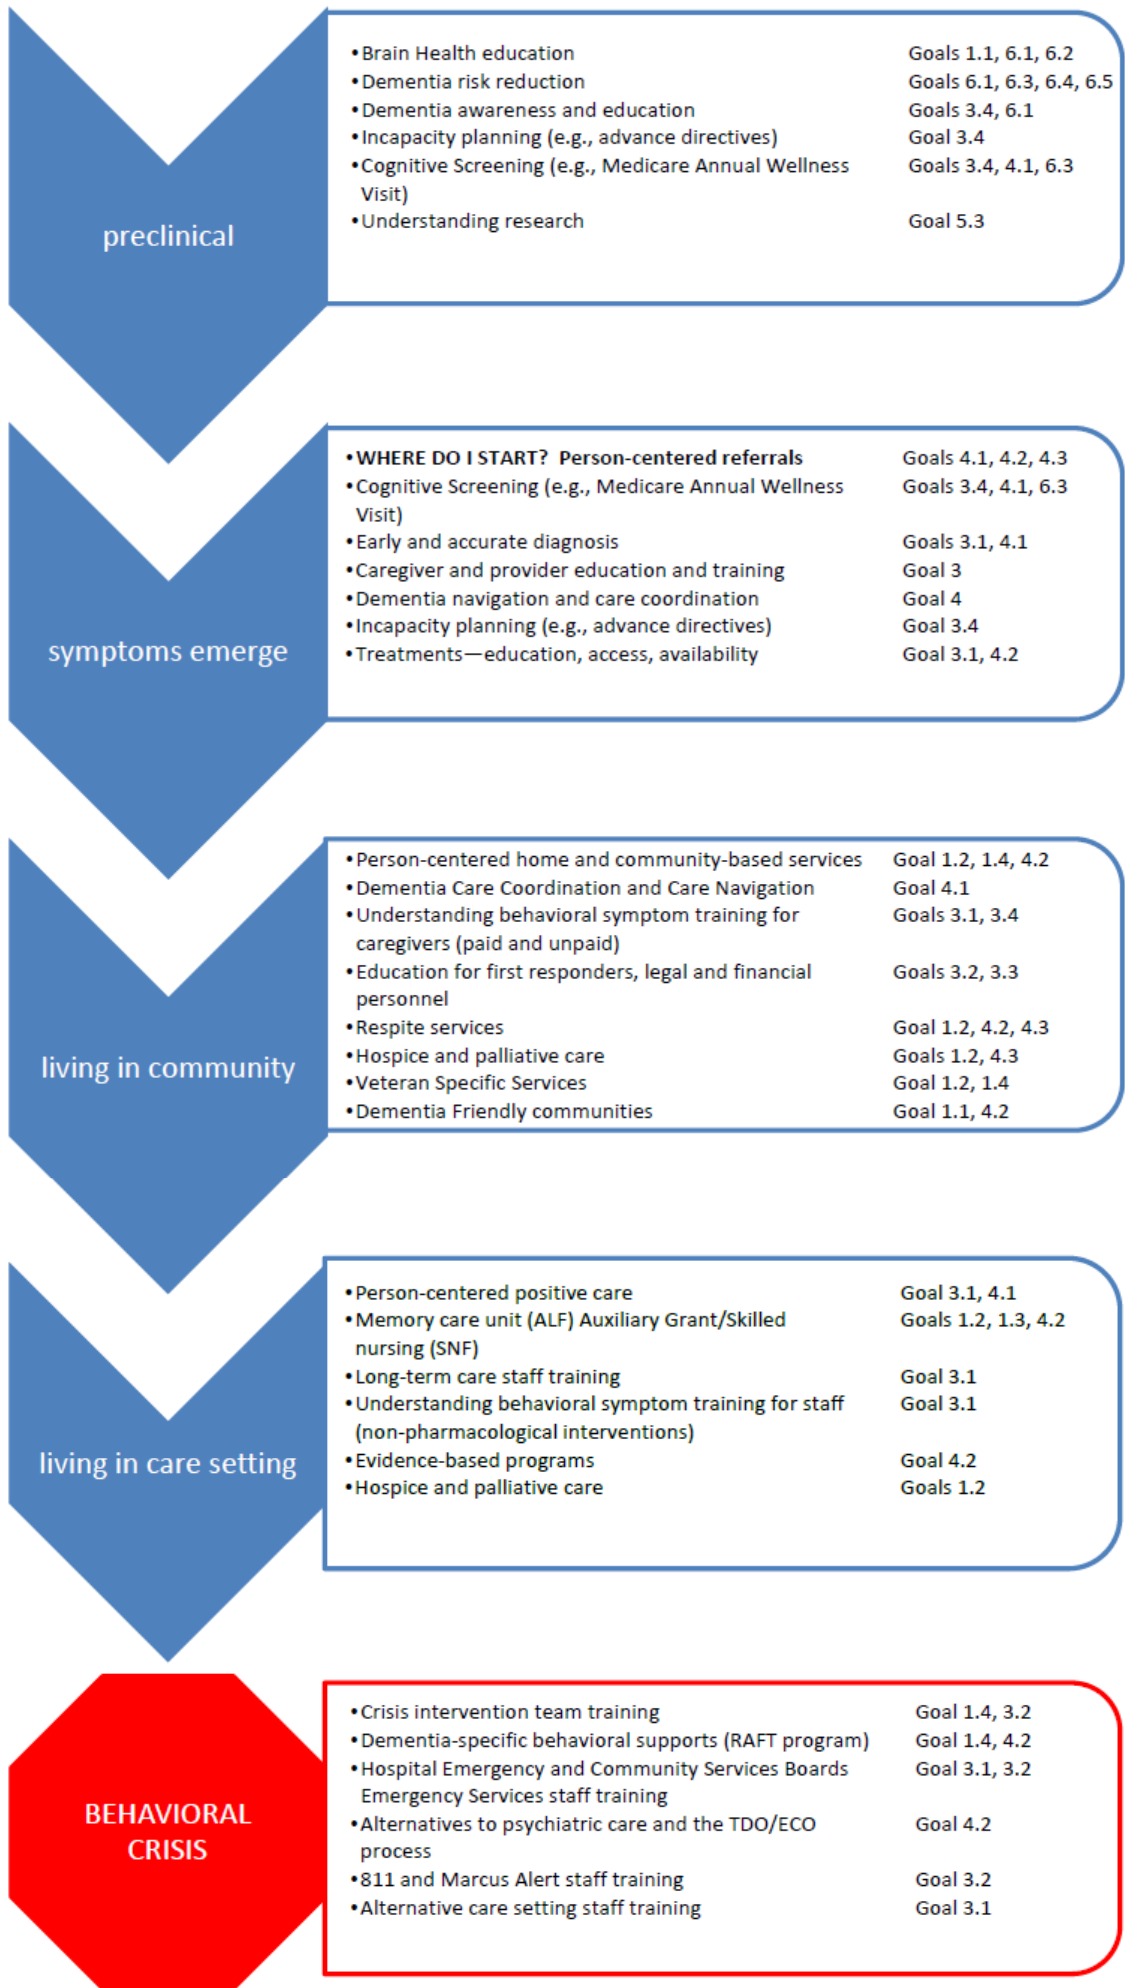 preclinical
•Brain Health education Goals 1.1, 6.1, 6.2
•Dementia risk reduction Goals 6.1, 6.3, 6.4, 6.5
•Dementia awareness and education Goals 3.4, 6.1
•Incapacity planning (e.g., advance directives) Goal 3.4
•Cognitive Screening (e.g., Medicare Annual Wellness Goals 3.4, 4.1, 6.3
Visit)
•Understanding research Goal 5.3
symptoms emerge
•WHERE DO I START? Person-centered referrals Goals 4.1, 4.2, 4.3
•Cognitive Screening (e.g., Medicare Annual Wellness Goals 3.4, 4.1, 6.3
Visit)
•Early and accurate diagnosis Goals 3.1, 4.1
•Caregiver and provider education and training Goal 3
•Dementia navigation and care coordination Goal 4
•Incapacity planning (e.g., advance directives) Goal 3.4
•Treatments—education, access, availability Goal 3.1, 4.2
living in community
•Person-centered home and community-based services Goal 1.2, 1.4, 4.2
•Dementia Care Coordination and Care Navigation Goal 4.1
•Understanding behavioral symptom training for Goals 3.1, 3.4
caregivers (paid and unpaid)
•Education for first responders, legal and financial Goals 3.2, 3.3
personnel
•Respite services Goal 1.2, 4.2, 4.3
•Hospice and palliative care Goals 1.2, 4.3
•Veteran Specific Services Goal 1.2, 1.4
•Dementia Friendly communities Goal 1.1, 4.2
living in care setting
•Person-centered positive care Goal 3.1, 4.1
•Memory care unit (ALF) Auxiliary Grant/Skilled Goals 1.2, 1.3, 4.2
nursing (SNF)
•Long-term care staff training Goal 3.1
•Understanding behavioral symptom training for staff Goal 3.1
(non-pharmacological interventions)
•Evidence-based programs Goal 4.2
•Hospice and palliative care Goals 1.2
BEHAVIORAL
CRISIS
•Crisis intervention team training Goal 1.4, 3.2
•Dementia-specific behavioral supports (RAFT program) Goal 1.4, 4.2
•Hospital Emergency and Community Services Boards Goal 3.1, 3.2
Emergency Services staff training
•Alternatives to psychiatric care and the TDO/ECO Goal 4.2
process
•811 and Marcus Alert staff training Goal 3.2
•Alternative care setting staff training Goal 3.1